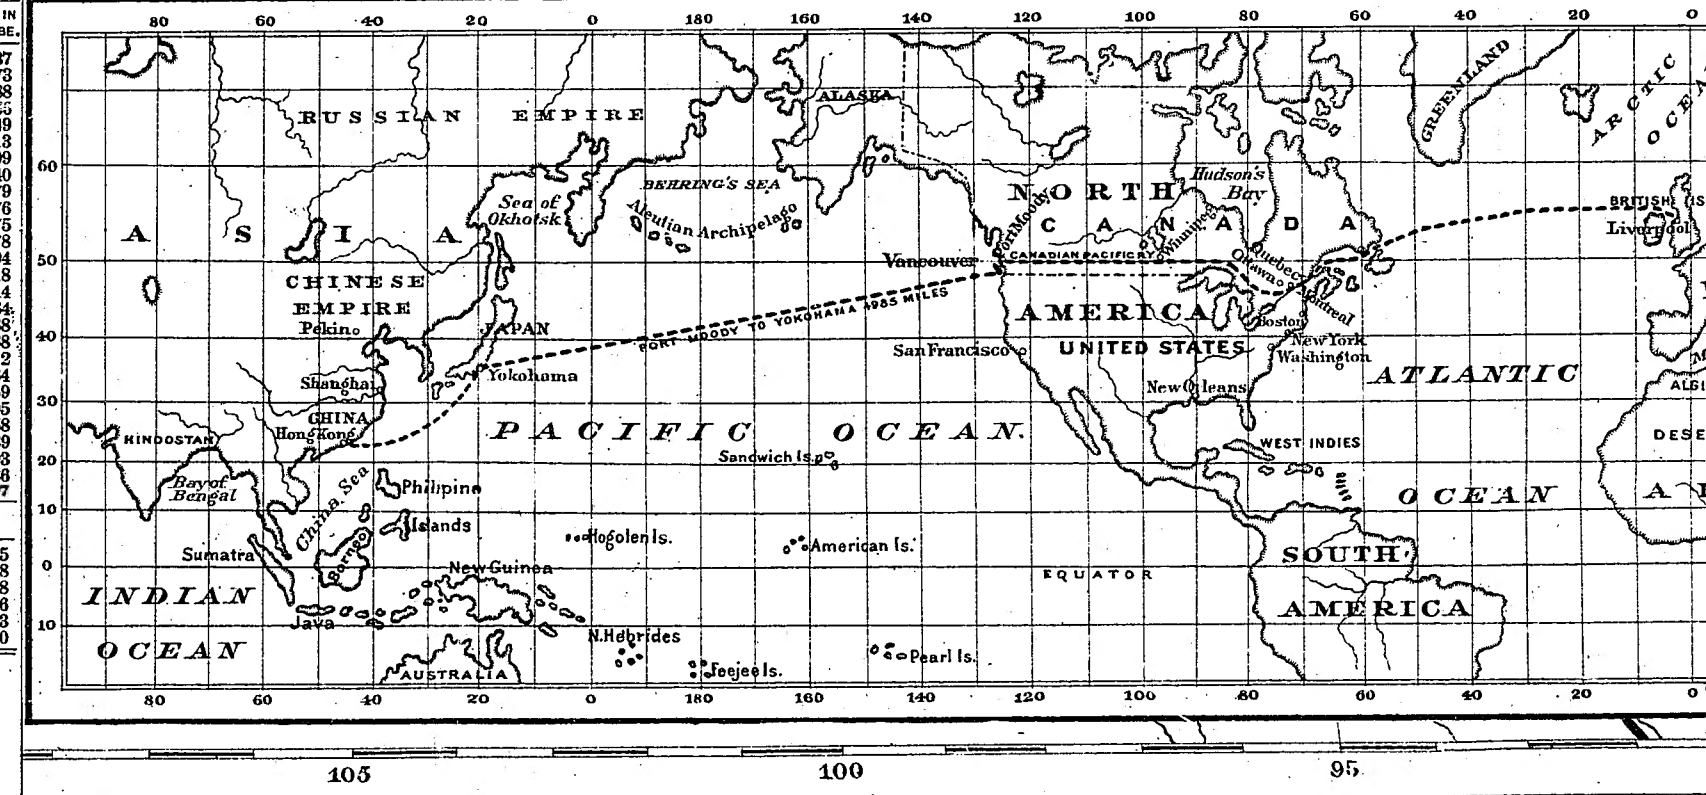 IN
BE.
80 60 40 20 0 180 160 140 120 100 80 60 40 20 0
RUSSIAN EMPIRE
ALASKA
GREENLAND
ARCTIC
OCEAN
60
BEHRING'S SEA
Sea of
Okhotsk
Aleutian Archipelago
NORTH
Hudson's
Bay
CANADA
Port Moody
Winnipeg
BRITISH IS
Liverpool
ASIA
50
Vancouver
CANADIAN PACIFIC RY
Quebec
Ottawa
Montreal
CHINESE
EMPIRE
Pekin
JAPAN
PORT MOODY TO YOKOHAMA 4985 MILES
AMERICA
Boston
New York
Washington
40
San Francisco
UNITED STATES
ATLANTIC
Shanghai
Yokohama
New Orleans
30
CHINA
Hong Kong
HINDOSTAN
PACIFIC OCEAN.
WEST INDIES
DESE
20
Sandwich Is.
Bay of
Bengal
China Sea
Philipine
Islands
OCEAN
10
Sumatra
Borneo
Hogolen Is.
American Is.
SOUTH
0
New Guinea
EQUATOR
INDIAN
AMERICA
Java
10
OCEAN
N. Hebrides
AUSTRALIA
Feejee Is.
Pearl Is.
80 60 40 20 0 180 160 140 120 100 80 60 40 20 0
105 100 95